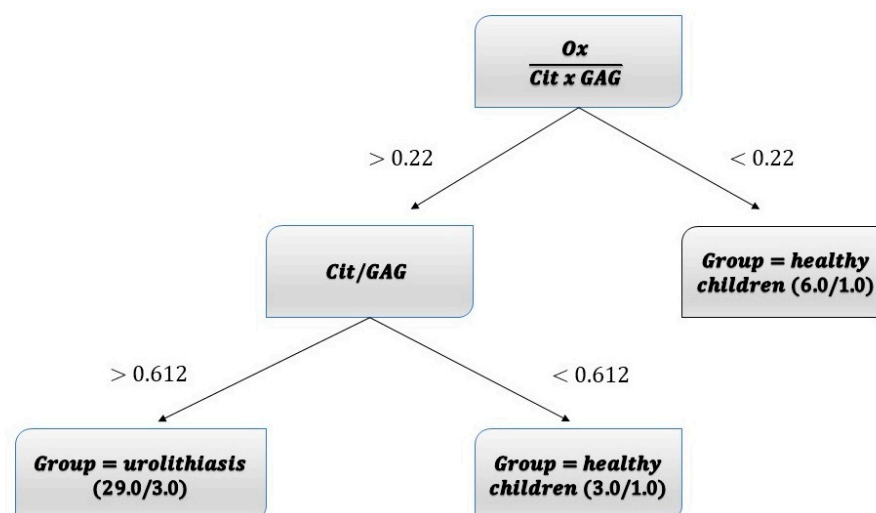 Ox
Cit x GAG
> 0.22
< 0.22
Cit/GAG
Group = healthy
children (6.0/1.0)
> 0.612
< 0.612
Group = urolithiasis
(29.0/3.0)
Group = healthy
children (3.0/1.0)